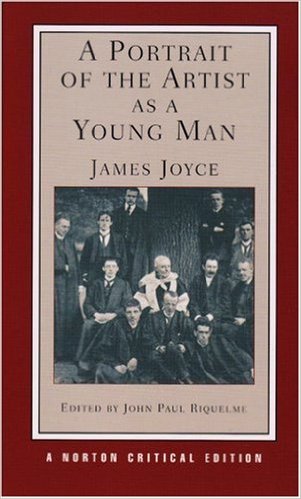 A PORTRAIT
OF THE ARTIST
AS A
YOUNG MAN
JAMES JOYCE
EDITED BY JOHN PAUL RIQUELME
A NORTON CRITICAL EDITION